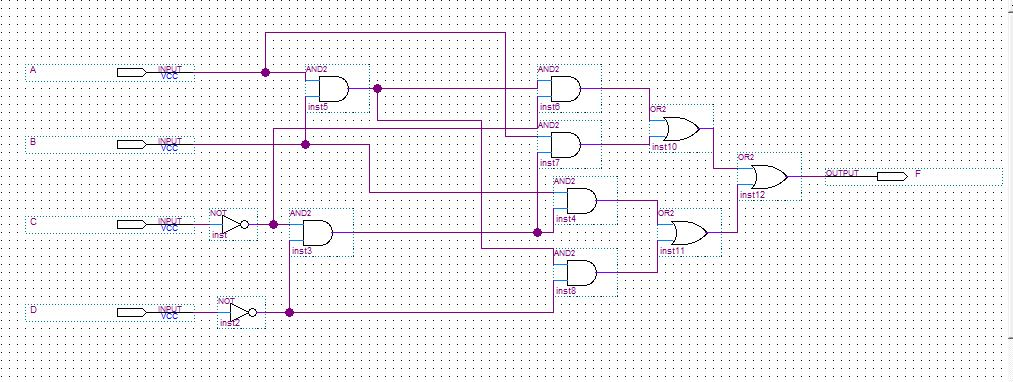 A
INPUT
VCC
AND2
inst5
AND2
inst6
OR2
inst10
B
INPUT
VCC
AND2
inst7
OR2
inst12
OUTPUT
F
AND2
inst4
C
INPUT
VCC
NOT
inst
AND2
inst3
OR2
inst11
AND2
inst8
D
INPUT
VCC
NOT
inst2